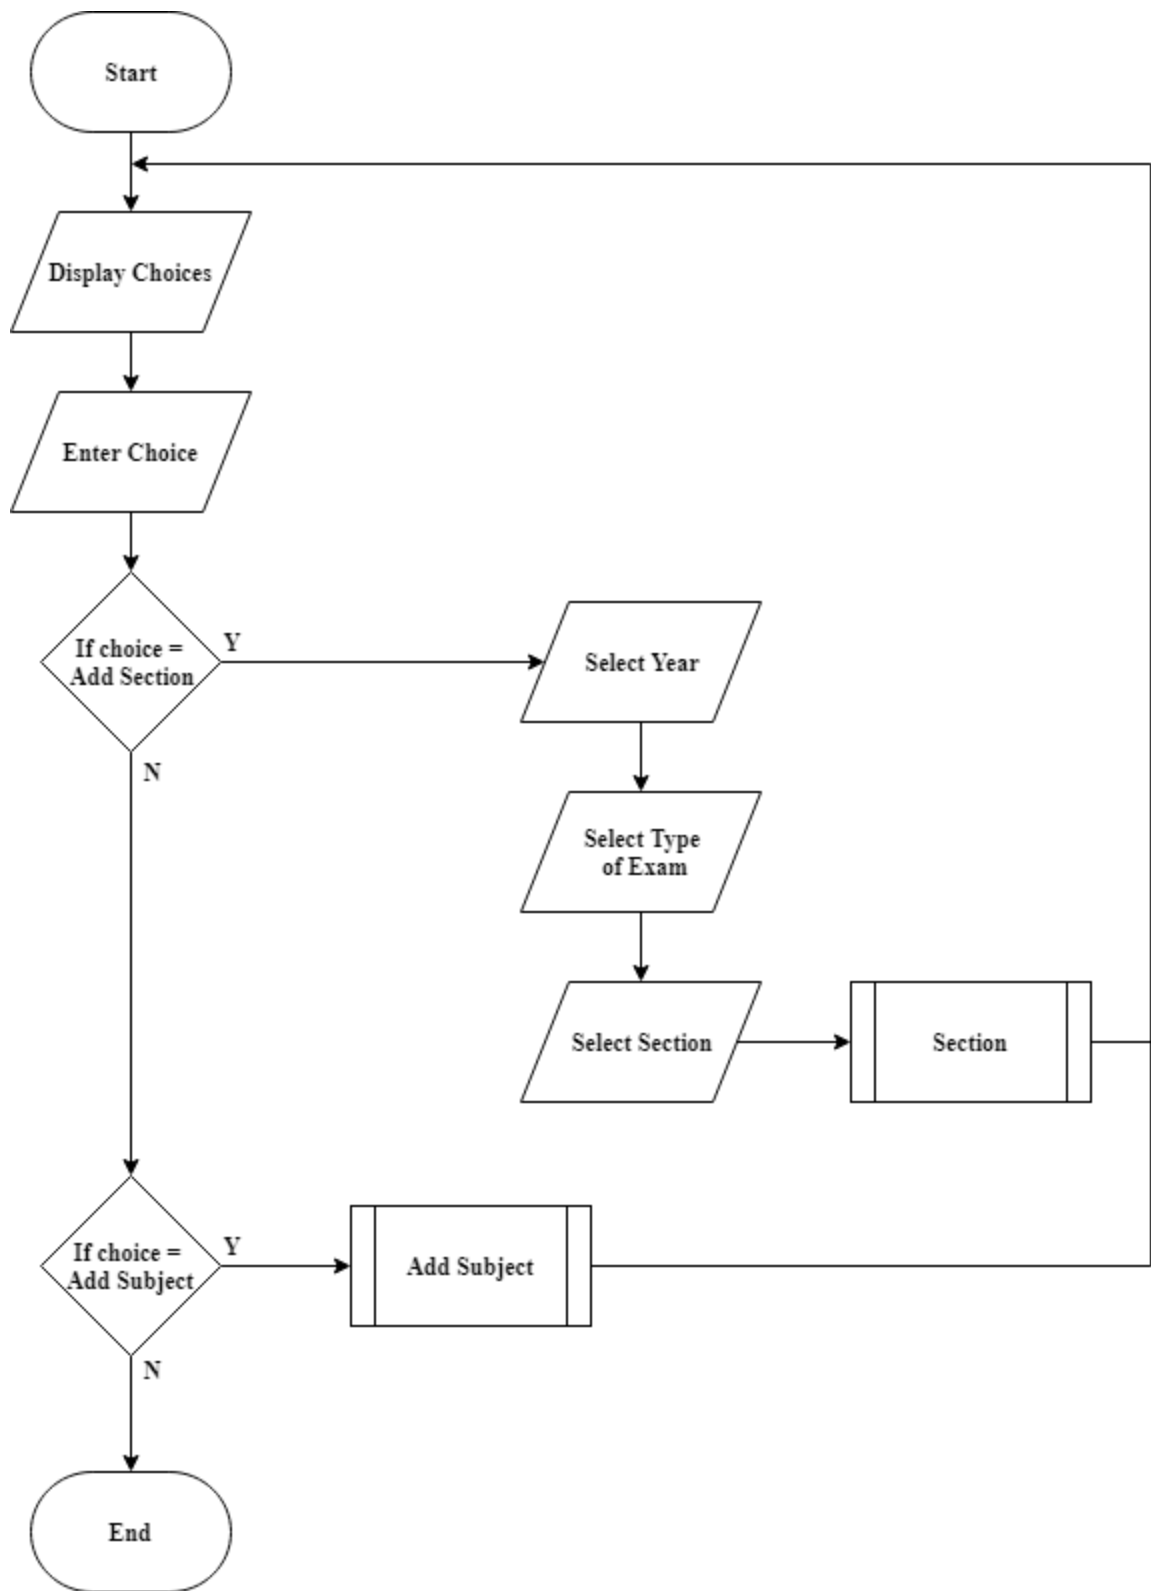 Start
Display Choices
Enter Choice
If choice =
Add Section
Y
N
Select Year
Select Type
of Exam
Select Section
Section
If choice =
Add Subject
Y
N
Add Subject
End